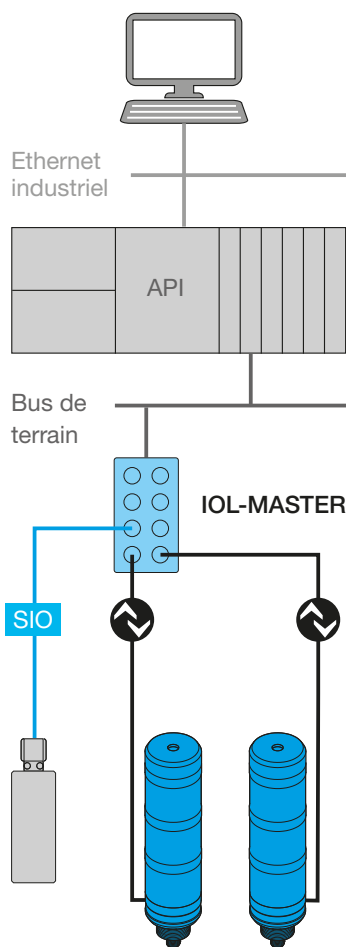 Ethernet
industriel
API
Bus de
terrain
IOL-MASTER
SIO